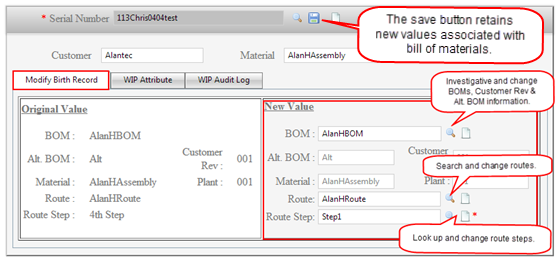 * Serial Number 113Chris0404test
The save button retains
new values associated with
bill of materials.
Customer Alantec Material AlanHAssembly
Modify Birth Record WIP Attribute WIP Audit Log
Investigative and change
BOMs, Customer Rev &
Alt. BOM information.
Original Value
BOM : AlanHBOM
Alt. BOM : Alt Customer Rev : 001
Material : AlanHAssembly Plant : 001
Route : AlanHRoute
Route Step : 4th Step
New Value
BOM : AlanHBOM
Alt. BOM : Alt Customer
Search and change routes.
Material : AlanHAssembly Plant :
Route: AlanHRoute
Route Step: Step1 *
Look up and change route steps.